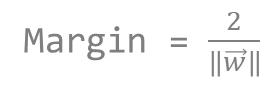 Margin = 2 / ‖w⃗‖